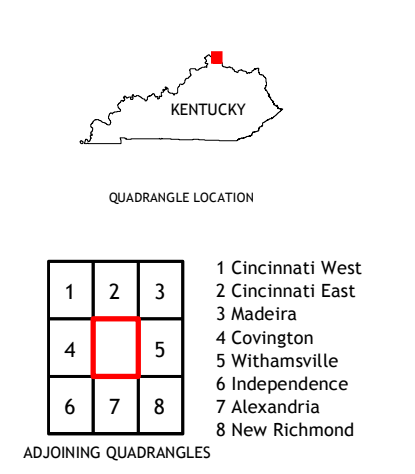 KENTUCKY
QUADRANGLE LOCATION
1 2 3
4 5
6 7 8
ADJOINING QUADRANGLES
1 Cincinnati West
2 Cincinnati East
3 Madeira
4 Covington
5 Withamsville
6 Independence
7 Alexandria
8 New Richmond